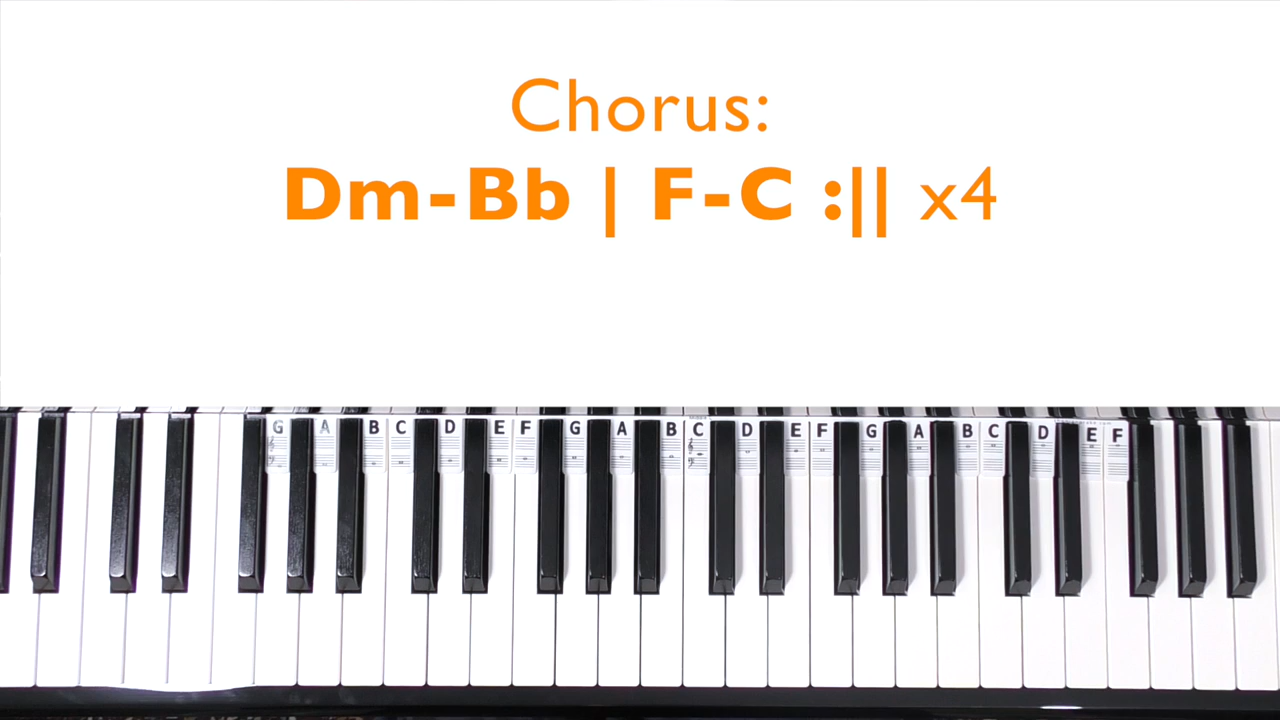 Chorus:
Dm-Bb | F-C :|| x4
G A B C D E F G A B C D E F G A B C D E F